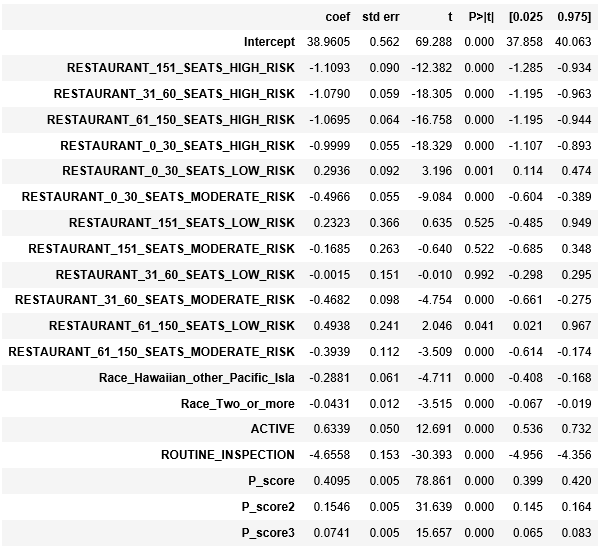 coef std err t P>|t| [0.025 0.975]
Intercept 38.9605 0.562 69.288 0.000 37.858 40.063
RESTAURANT_151_SEATS_HIGH_RISK -1.1093 0.090 -12.382 0.000 -1.285 -0.934
RESTAURANT_31_60_SEATS_HIGH_RISK -1.0790 0.059 -18.305 0.000 -1.195 -0.963
RESTAURANT_61_150_SEATS_HIGH_RISK -1.0695 0.064 -16.758 0.000 -1.195 -0.944
RESTAURANT_0_30_SEATS_HIGH_RISK -0.9999 0.055 -18.329 0.000 -1.107 -0.893
RESTAURANT_0_30_SEATS_LOW_RISK 0.2936 0.092 3.196 0.001 0.114 0.474
RESTAURANT_0_30_SEATS_MODERATE_RISK -0.4966 0.055 -9.084 0.000 -0.604 -0.389
RESTAURANT_151_SEATS_LOW_RISK 0.2323 0.366 0.635 0.525 -0.485 0.949
RESTAURANT_151_SEATS_MODERATE_RISK -0.1685 0.263 -0.640 0.522 -0.685 0.348
RESTAURANT_31_60_SEATS_LOW_RISK -0.0015 0.151 -0.010 0.992 -0.298 0.295
RESTAURANT_31_60_SEATS_MODERATE_RISK -0.4682 0.098 -4.754 0.000 -0.661 -0.275
RESTAURANT_61_150_SEATS_LOW_RISK 0.4938 0.241 2.046 0.041 0.021 0.967
RESTAURANT_61_150_SEATS_MODERATE_RISK -0.3939 0.112 -3.509 0.000 -0.614 -0.174
Race_Hawaiian_other_Pacific_Isla -0.2881 0.061 -4.711 0.000 -0.408 -0.168
Race_Two_or_more -0.0431 0.012 -3.515 0.000 -0.067 -0.019
ACTIVE 0.6339 0.050 12.691 0.000 0.536 0.732
ROUTINE_INSPECTION -4.6558 0.153 -30.393 0.000 -4.956 -4.356
P_score 0.4095 0.005 78.861 0.000 0.399 0.420
P_score2 0.1546 0.005 31.639 0.000 0.145 0.164
P_score3 0.0741 0.005 15.657 0.000 0.065 0.083